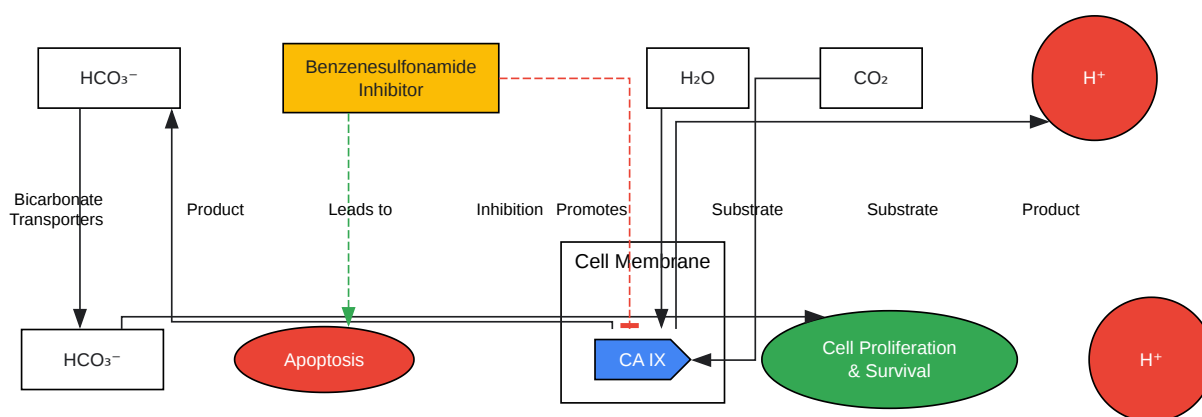 HCO₃⁻
Benzenesulfonamide
Inhibitor
H₂O
CO₂
H⁺
Bicarbonate
Transporters
Product
Leads to
Inhibition
Promotes
Substrate
Substrate
Product
Cell Membrane
HCO₃⁻
Apoptosis
CA IX
Cell Proliferation
& Survival
H⁺